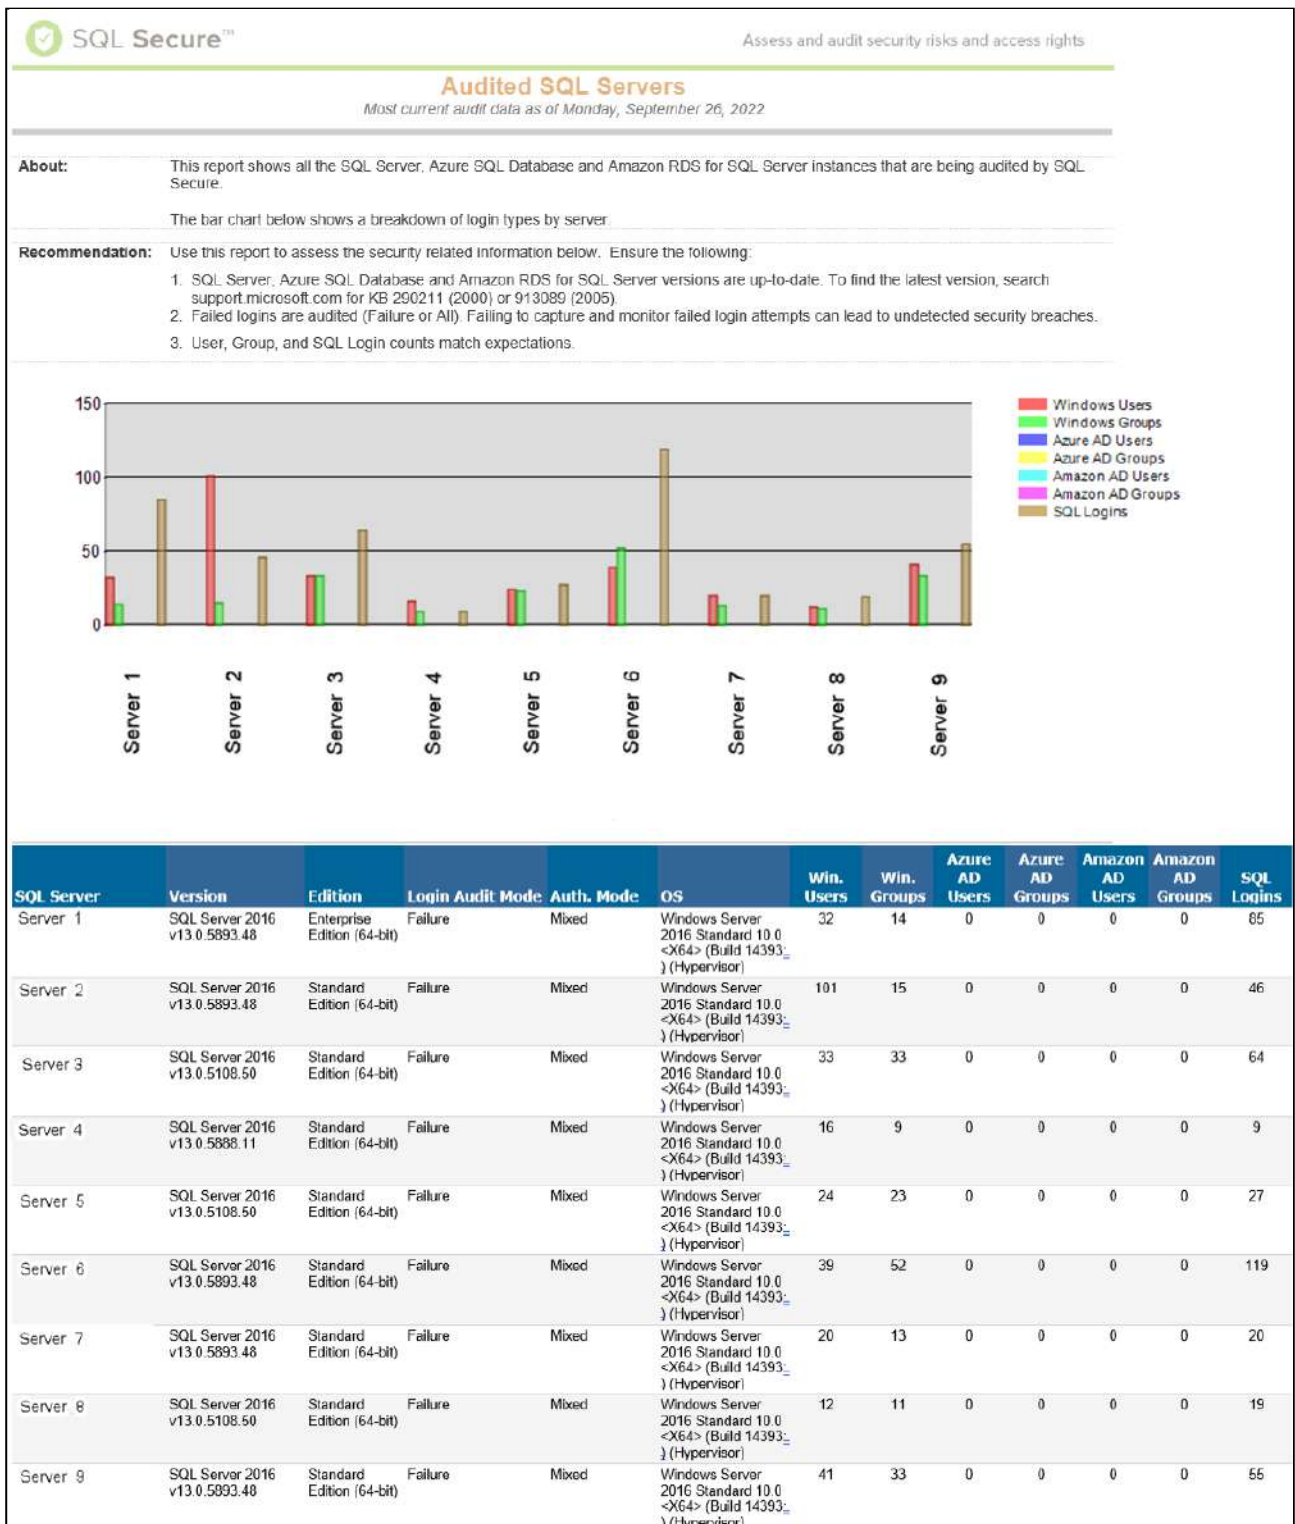 SQL Secure™
Assess and audit security risks and access rights
Audited SQL Servers
Most current audit data as of Monday, September 26, 2022
About:
This report shows all the SQL Server, Azure SQL Database and Amazon RDS for SQL Server instances that are being audited by SQL
Secure.
The bar chart below shows a breakdown of login types by server.
Recommendation:
Use this report to assess the security related information below. Ensure the following:
1. SQL Server, Azure SQL Database and Amazon RDS for SQL Server versions are up-to-date. To find the latest version, search
support.microsoft.com for KB 290211 (2000) or 913089 (2005).
2. Failed logins are audited (Failure or All). Failing to capture and monitor failed login attempts can lead to undetected security breaches.
3. User, Group, and SQL Login counts match expectations.
150
100
50
0
Server 1
Server 2
Server 3
Server 4
Server 5
Server 6
Server 7
Server 8
Server 9
Windows Users
Windows Groups
Azure AD Users
Azure AD Groups
Amazon AD Users
Amazon AD Groups
SQL Logins
SQL Server Version Edition Login Audit Mode Auth. Mode OS Win. Users Win. Groups Azure AD Users Azure AD Groups Amazon AD Users Amazon AD Groups SQL Logins
Server 1 SQL Server 2016 Enterprise Failure Mixed Windows Server 32 14 0 0 0 0 85
v13.0.5893.48 Edition (64-bit) 2016 Standard 10.0
<X64> (Build 14393:
) (Hypervisor)
Server 2 SQL Server 2016 Standard Failure Mixed Windows Server 101 15 0 0 0 0 46
v13.0.5893.48 Edition (64-bit) 2016 Standard 10.0
<X64> (Build 14393:
) (Hypervisor)
Server 3 SQL Server 2016 Standard Failure Mixed Windows Server 33 33 0 0 0 0 64
v13.0.5108.50 Edition (64-bit) 2016 Standard 10.0
<X64> (Build 14393:
) (Hypervisor)
Server 4 SQL Server 2016 Standard Failure Mixed Windows Server 16 9 0 0 0 0 9
v13.0.5888.11 Edition (64-bit) 2016 Standard 10.0
<X64> (Build 14393:
) (Hypervisor)
Server 5 SQL Server 2016 Standard Failure Mixed Windows Server 24 23 0 0 0 0 27
v13.0.5108.50 Edition (64-bit) 2016 Standard 10.0
<X64> (Build 14393:
) (Hypervisor)
Server 6 SQL Server 2016 Standard Failure Mixed Windows Server 39 52 0 0 0 0 119
v13.0.5893.48 Edition (64-bit) 2016 Standard 10.0
<X64> (Build 14393:
) (Hypervisor)
Server 7 SQL Server 2016 Standard Failure Mixed Windows Server 20 13 0 0 0 0 20
v13.0.5893.48 Edition (64-bit) 2016 Standard 10.0
<X64> (Build 14393:
) (Hypervisor)
Server 8 SQL Server 2016 Standard Failure Mixed Windows Server 12 11 0 0 0 0 19
v13.0.5108.50 Edition (64-bit) 2016 Standard 10.0
<X64> (Build 14393:
) (Hypervisor)
Server 9 SQL Server 2016 Standard Failure Mixed Windows Server 41 33 0 0 0 0 55
v13.0.5893.48 Edition (64-bit) 2016 Standard 10.0
<X64> (Build 14393:
) (Hypervisor)